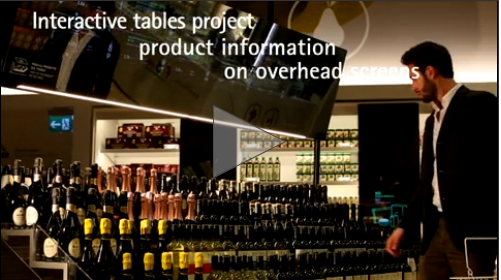 Interactive tables project
product information
on overhead screens